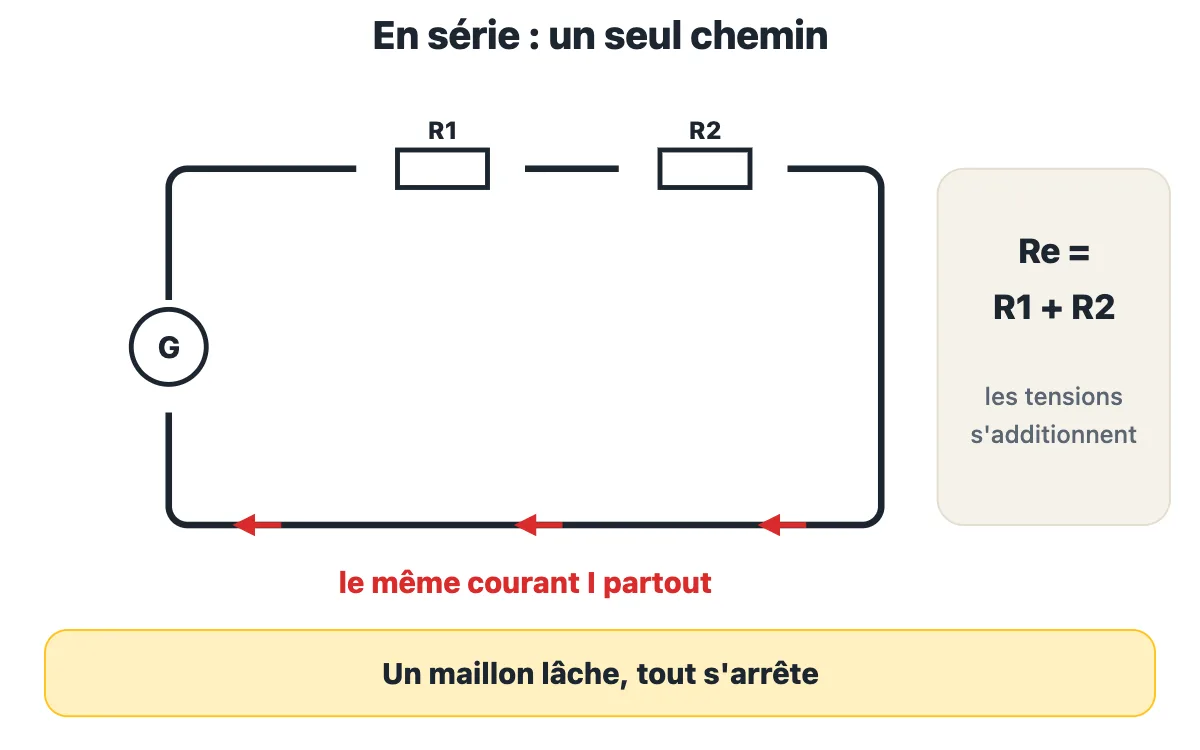 En série : un seul chemin
R1
R2
G
Re =
R1 + R2
les tensions
s'additionnent
le même courant I partout
Un maillon lâche, tout s'arrête